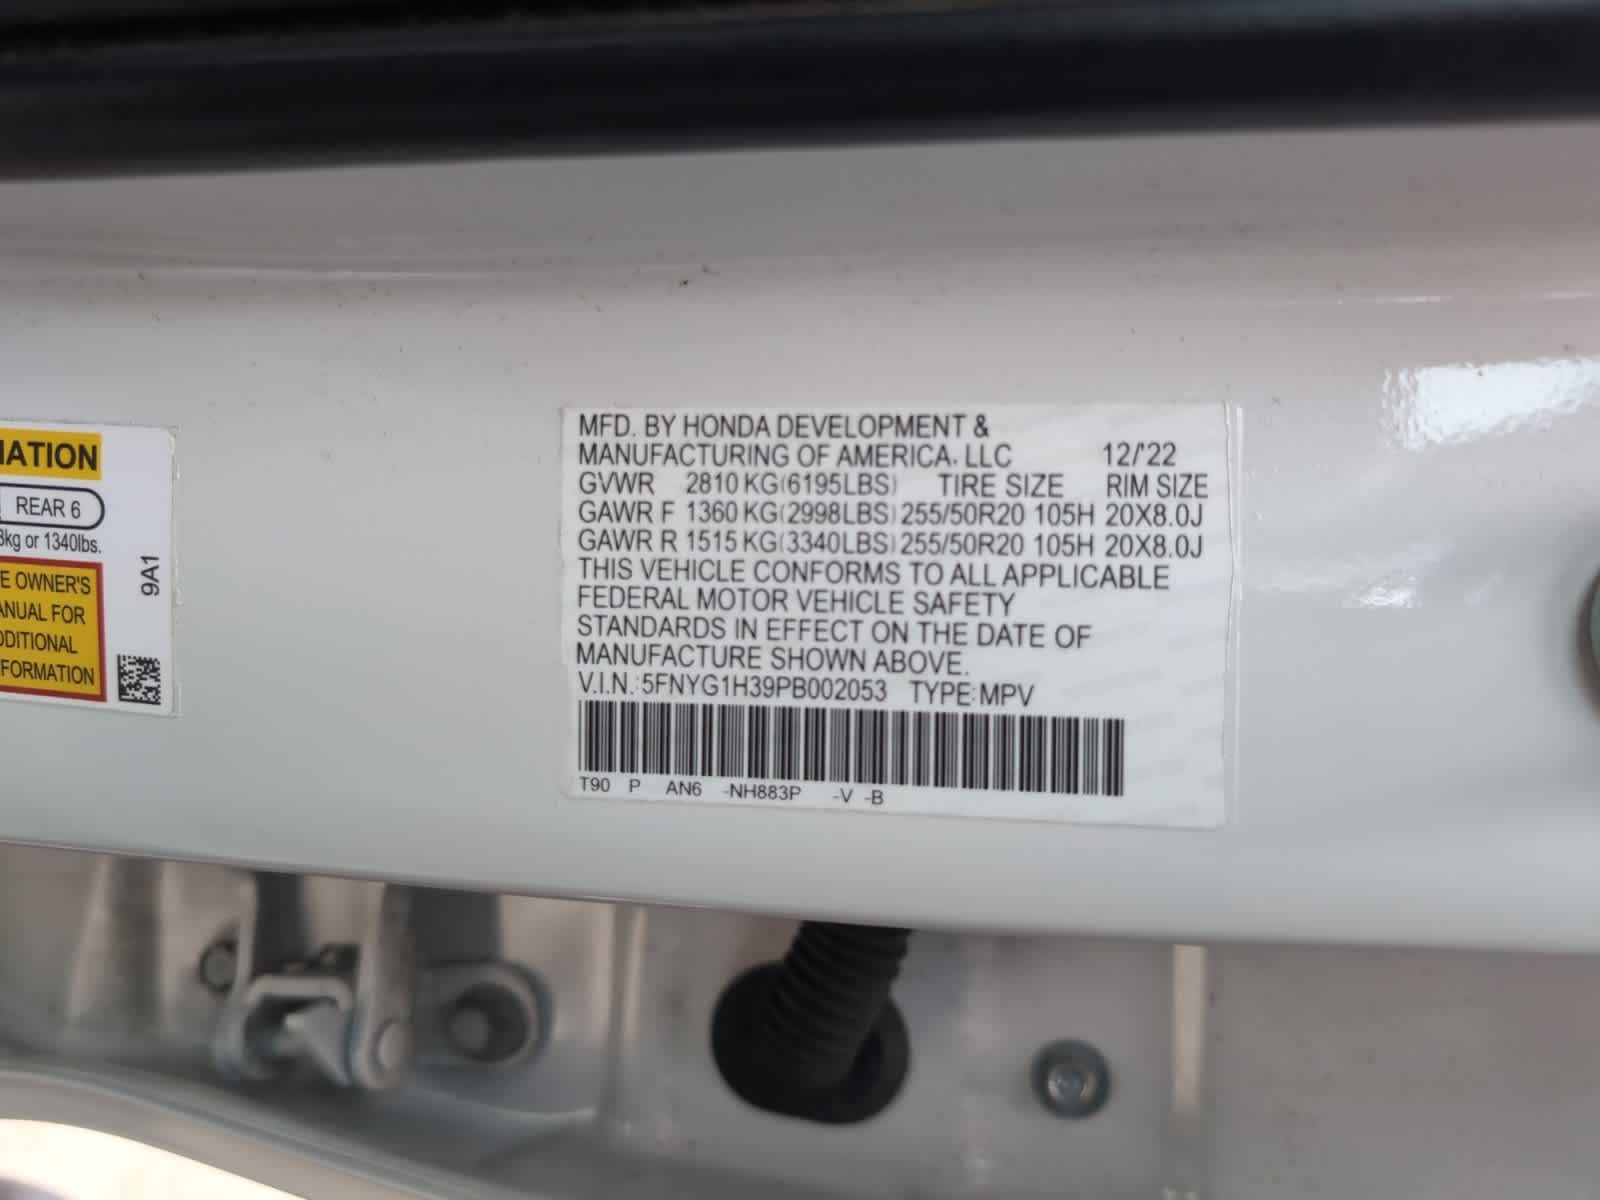 MATION
REAR 6
8kg or 1340lbs.
E OWNER'S
ANUAL FOR
DDITIONAL
FORMATION
9A1
MFD. BY HONDA DEVELOPMENT &
MANUFACTURING OF AMERICA, LLC 12/'22
GVWR 2810 KG(6195LBS) TIRE SIZE RIM SIZE
GAWR F 1360 KG(2998LBS) 255/50R20 105H 20X8.0J
GAWR R 1515 KG(3340LBS) 255/50R20 105H 20X8.0J
THIS VEHICLE CONFORMS TO ALL APPLICABLE
FEDERAL MOTOR VEHICLE SAFETY
STANDARDS IN EFFECT ON THE DATE OF
MANUFACTURE SHOWN ABOVE.
V.I.N.:5FNYG1H39PB002053 TYPE:MPV
T90 P AN6 -NH883P -V -B